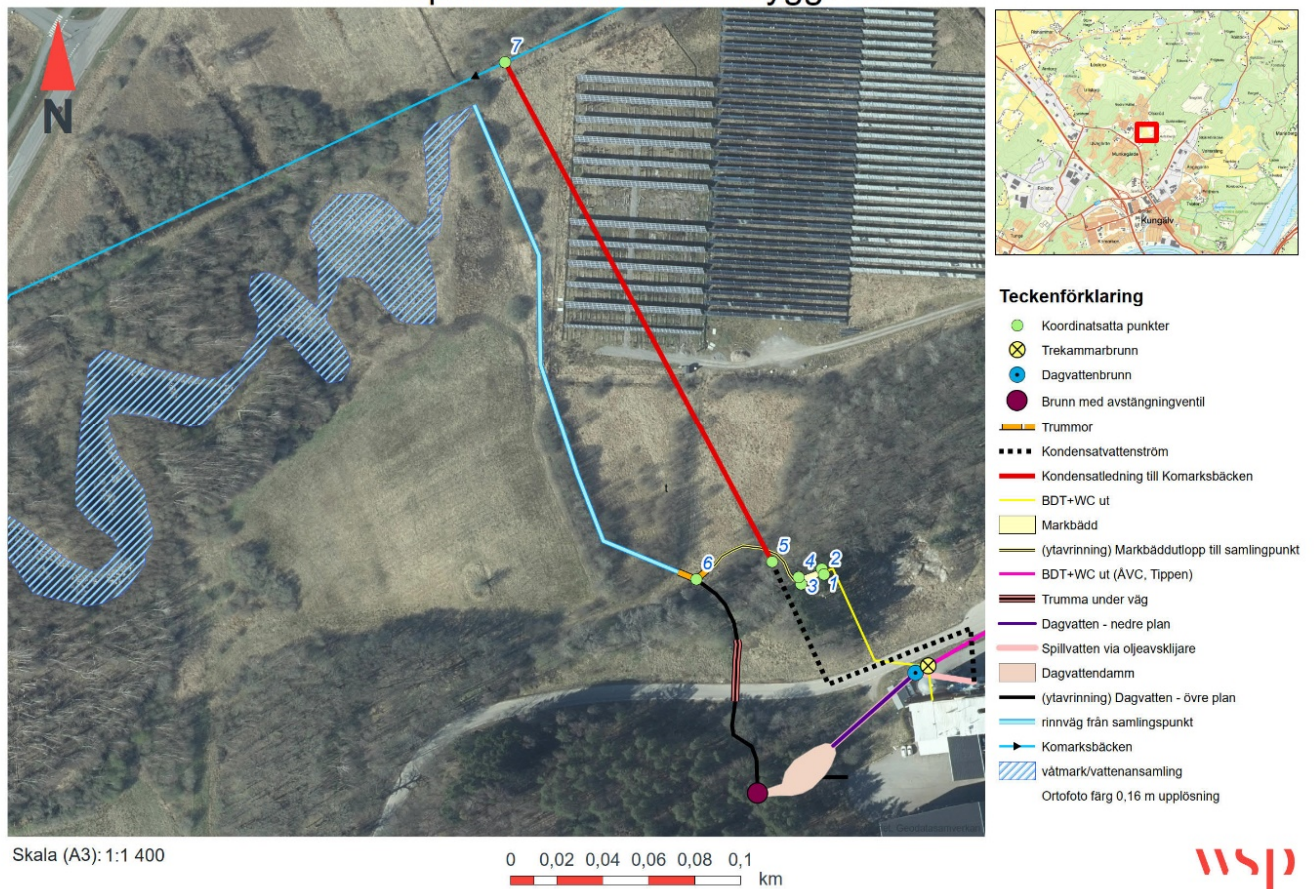 N
7
6
5
4
2
3
1
Kungälv
Teckenförklaring
Koordinatsatta punkter
Trekammarbrunn
Dagvattenbrunn
Brunn med avstängningventil
Trummor
Kondensatvattenström
Kondensatledning till Komarksbäcken
BDT+WC ut
Markbädd
(ytavrinning) Markbäddutlopp till samlingpunkt
BDT+WC ut (ÅVC, Tippen)
Trumma under väg
Dagvatten - nedre plan
Spillvatten via oljeavsklijare
Dagvattendamm
(ytavrinning) Dagvatten - övre plan
rinnväg från samlingspunkt
Komarksbäcken
våtmark/vattenansamling
Ortofoto färg 0,16 m upplösning
Skala (A3): 1:1 400
0 0,02 0,04 0,06 0,08 0,1
km
wsp